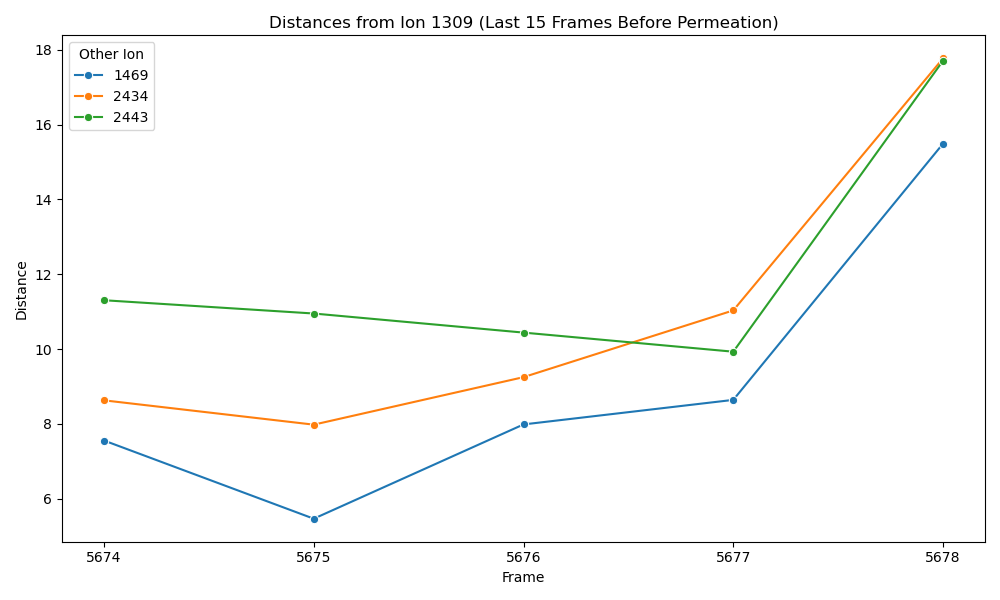 Distances from Ion 1309 (Last 15 Frames Before Permeation)
Other Ion
1469
2434
2443
Distance
18
16
14
12
10
8
6
5674 5675 5676 5677 5678
Frame